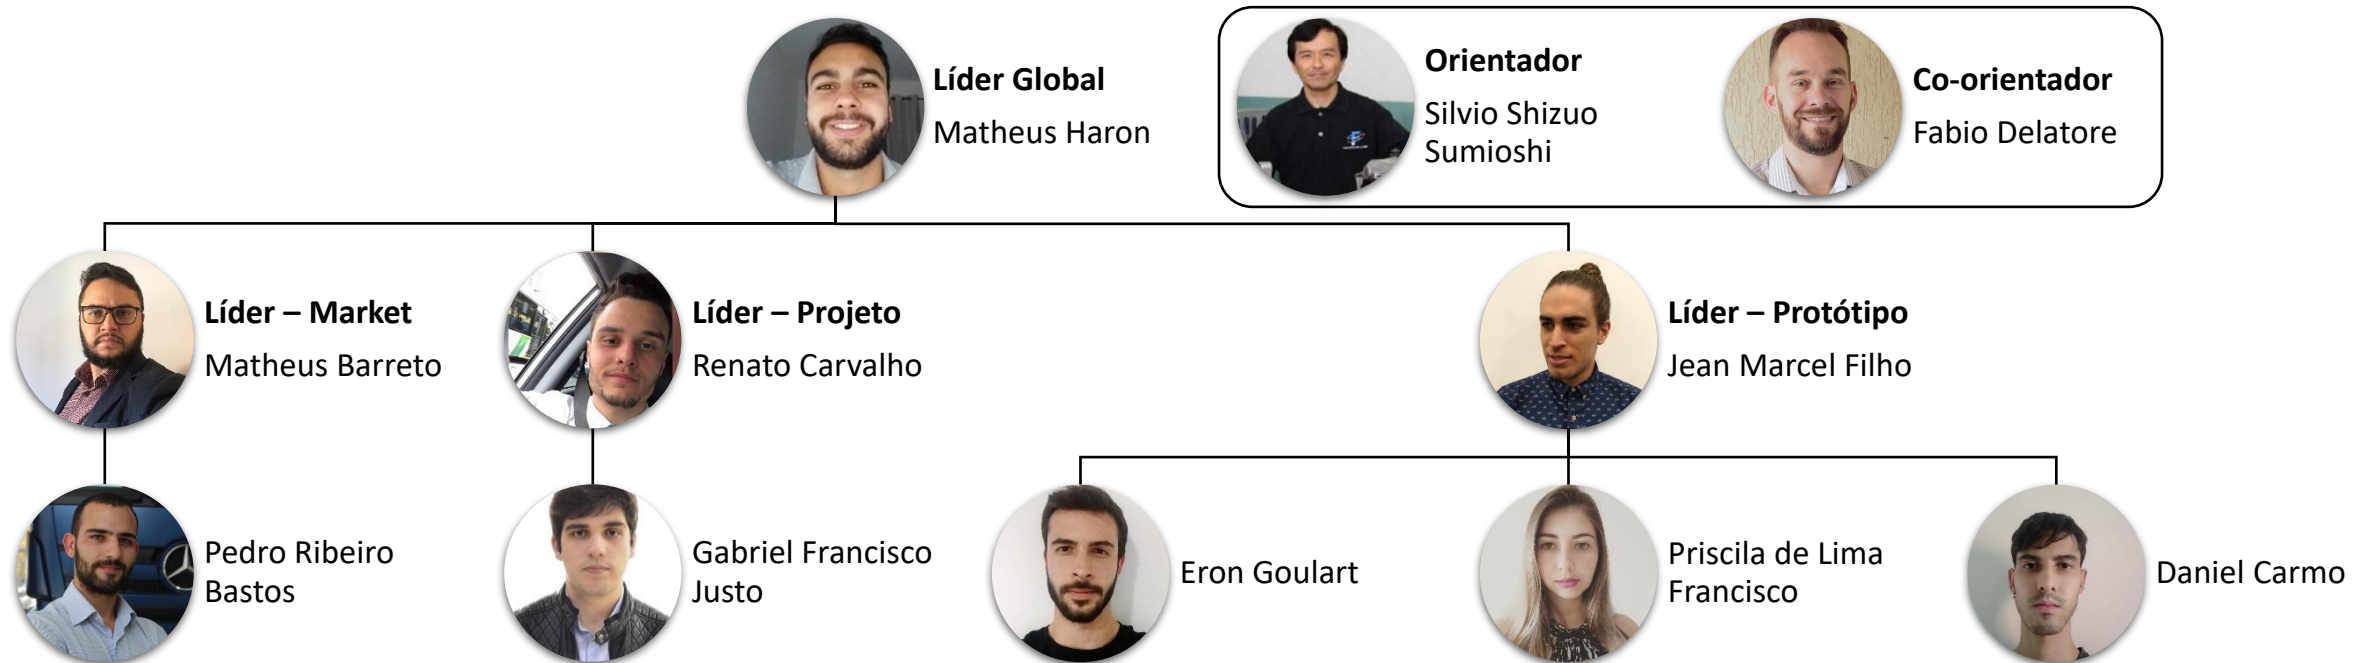 Líder Global
Matheus Haron
Orientador
Silvio Shizuo
Sumioshi
Co-orientador
Fabio Delatore
Líder – Market
Matheus Barreto
Líder – Projeto
Renato Carvalho
Líder – Protótipo
Jean Marcel Filho
Pedro Ribeiro
Bastos
Gabriel Francisco
Justo
Eron Goulart
Priscila de Lima
Francisco
Daniel Carmo